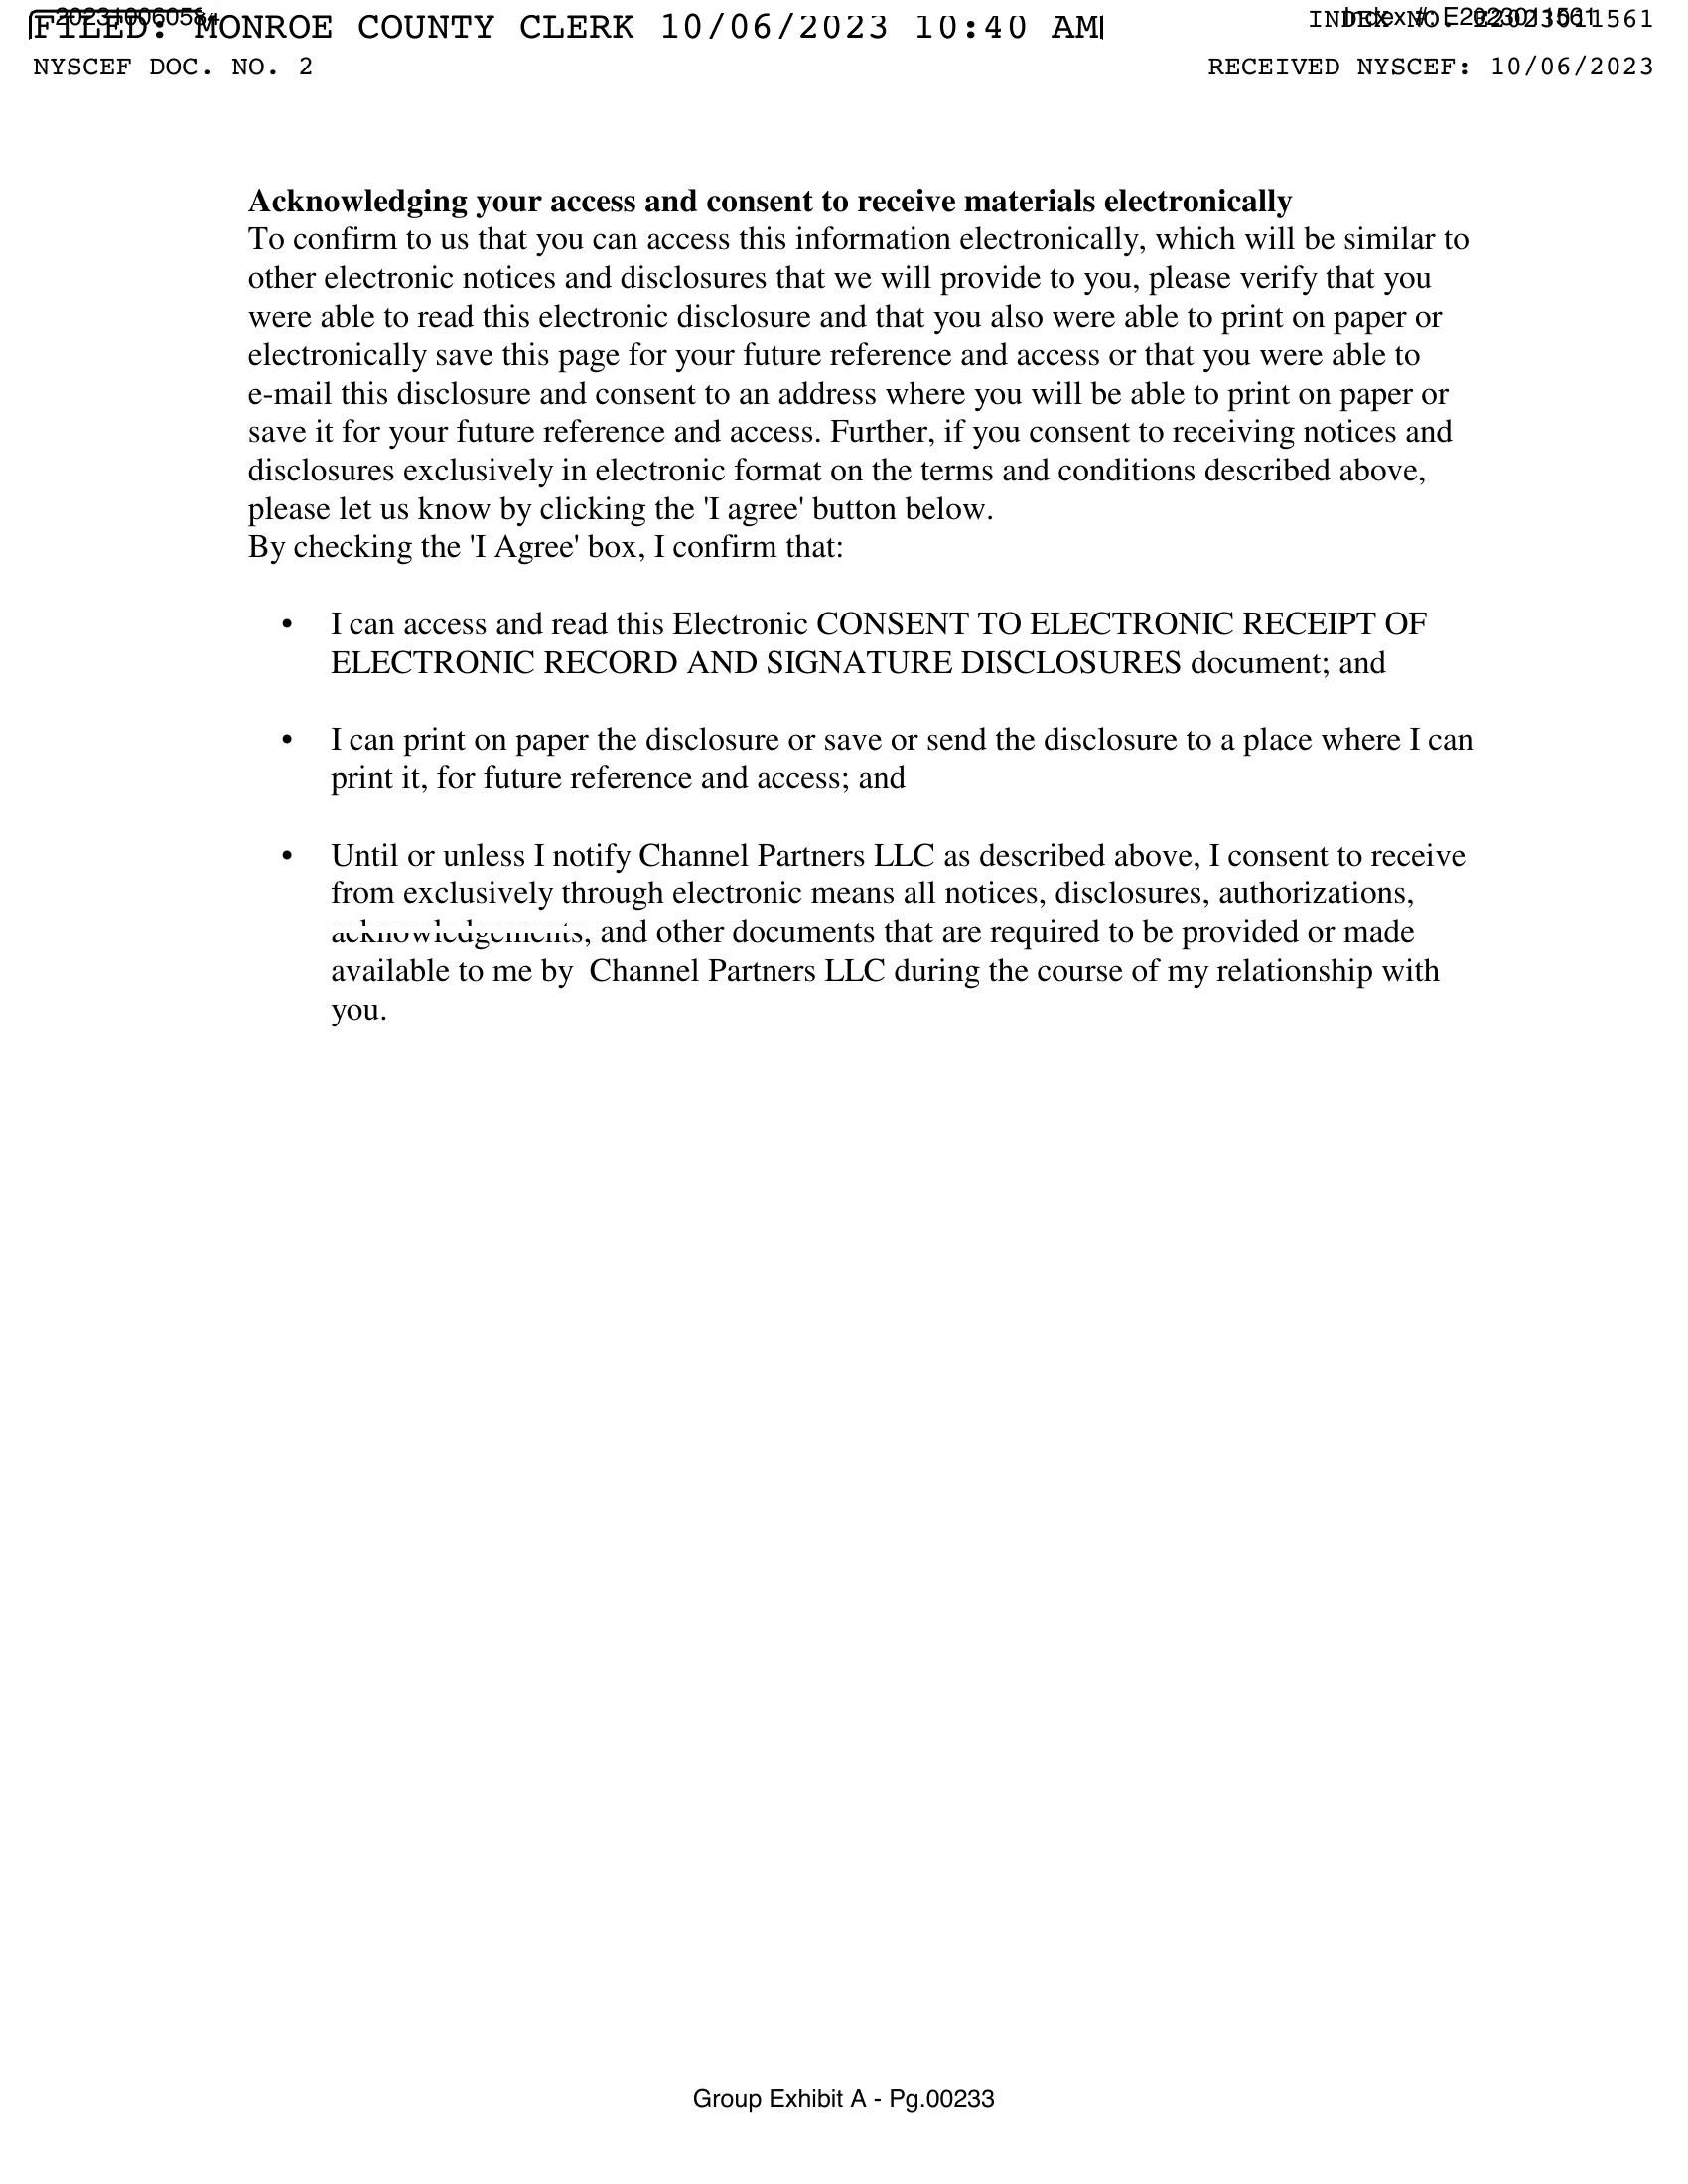 FILED: MONROE COUNTY CLERK 10/06/2023 10:40 AM
202310060584
INDEX NO. E2023011561
Index #: E2023011561
NYSCEF DOC. NO. 2
RECEIVED NYSCEF: 10/06/2023
Acknowledging your access and consent to receive materials electronically
To confirm to us that you can access this information electronically, which will be similar to
other electronic notices and disclosures that we will provide to you, please verify that you
were able to read this electronic disclosure and that you also were able to print on paper or
electronically save this page for your future reference and access or that you were able to
e-mail this disclosure and consent to an address where you will be able to print on paper or
save it for your future reference and access. Further, if you consent to receiving notices and
disclosures exclusively in electronic format on the terms and conditions described above,
please let us know by clicking the 'I agree' button below.
By checking the 'I Agree' box, I confirm that:
• I can access and read this Electronic CONSENT TO ELECTRONIC RECEIPT OF
ELECTRONIC RECORD AND SIGNATURE DISCLOSURES document; and
• I can print on paper the disclosure or save or send the disclosure to a place where I can
print it, for future reference and access; and
• Until or unless I notify Channel Partners LLC as described above, I consent to receive
from exclusively through electronic means all notices, disclosures, authorizations,
acknowledgements, and other documents that are required to be provided or made
available to me by  Channel Partners LLC during the course of my relationship with
you.
Group Exhibit A - Pg.00233